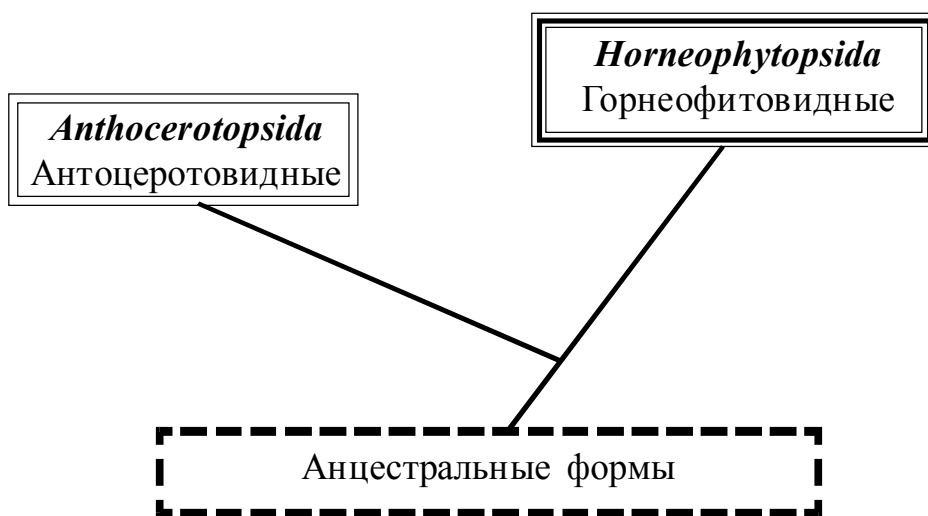 Horneophytopsida
Горнеофитовидные
Anthocerotopsida
Антоцеротовидные
Анцестральные формы